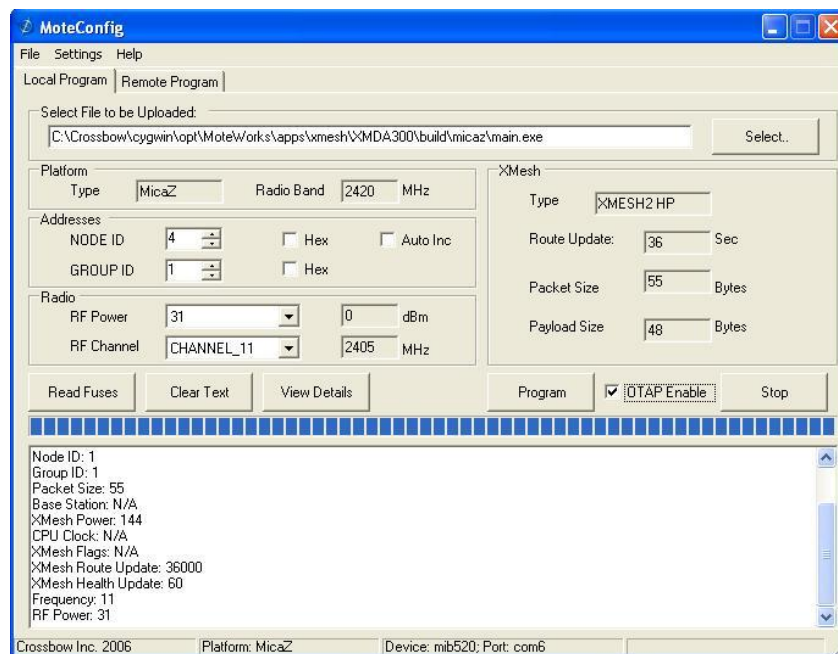 MoteConfig
File Settings Help
Local Program Remote Program
Select File to be Uploaded:
C:\Crossbow\cygwin\opt\MoteWorks\apps\xmesh\XMDA300\build\micaz\main.exe Select..
Platform
Type MicaZ Radio Band 2420 MHz
Addresses
NODE ID 4 Hex Auto Inc
GROUP ID 1 Hex
Radio
RF Power 31 0 dBm
RF Channel CHANNEL_11 2405 MHz
XMesh
Type XMESH2 HP
Route Update: 36 Sec
Packet Size 55 Bytes
Payload Size 48 Bytes
Read Fuses Clear Text View Details Program OTAP Enable Stop
Node ID: 1
Group ID: 1
Packet Size: 55
Base Station: N/A
XMesh Power: 144
CPU Clock: N/A
XMesh Flags: N/A
XMesh Route Update: 36000
XMesh Health Update: 60
Frequency: 11
RF Power: 31
Crossbow Inc. 2006 Platform: MicaZ Device: mib520; Port: com6